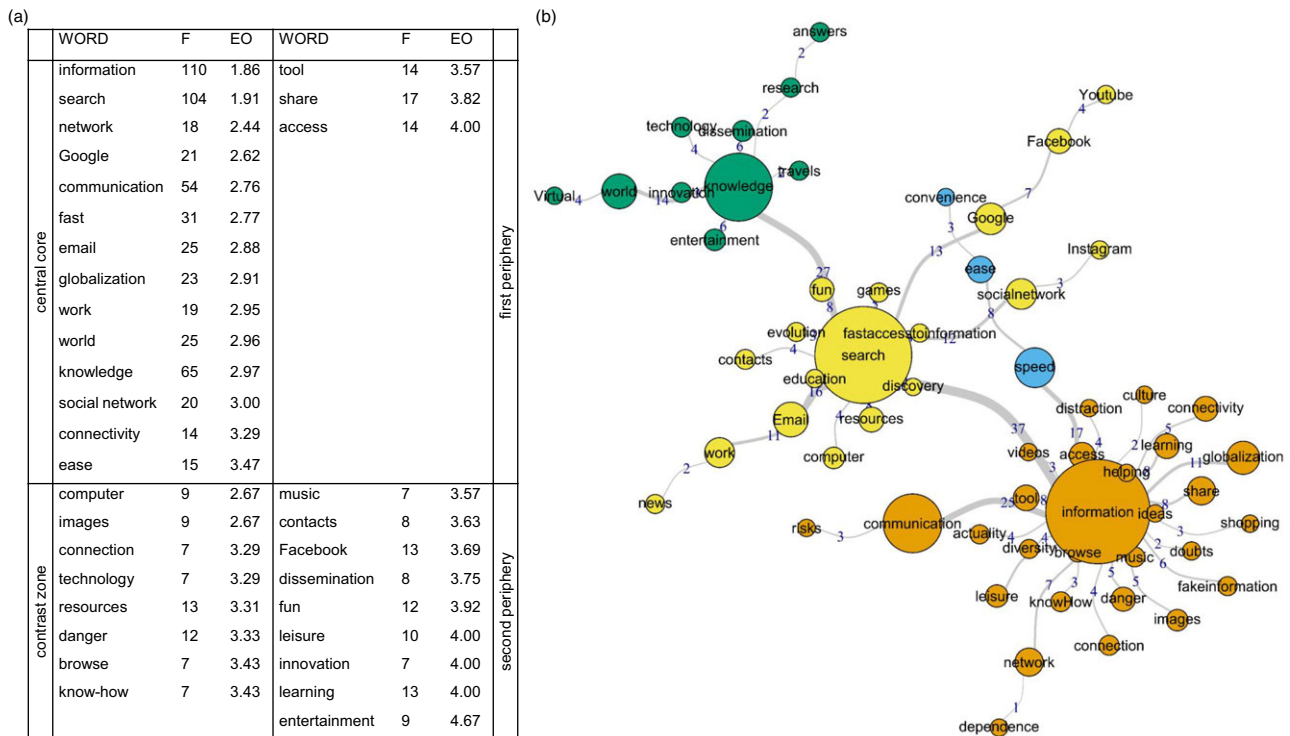 (a)
WORD F EO WORD F EO
central core
information 110 1.86 tool 14 3.57
search 104 1.91 share 17 3.82
network 18 2.44 access 14 4.00
Google 21 2.62
communication 54 2.76
fast 31 2.77
email 25 2.88
globalization 23 2.91
work 19 2.95
world 25 2.96
knowledge 65 2.97
social network 20 3.00
connectivity 14 3.29
ease 15 3.47
first periphery
contrast zone
computer 9 2.67 music 7 3.57
images 9 2.67 contacts 8 3.63
connection 7 3.29 Facebook 13 3.69
technology 7 3.29 dissemination 8 3.75
resources 13 3.31 fun 12 3.92
danger 12 3.33 leisure 10 4.00
browse 7 3.43 innovation 7 4.00
know-how 7 3.43 learning 13 4.00
entertainment 9 4.67
second periphery
(b)
answers
2
research
2
Youtube
4
Facebook
technology
dissemination
4
6
knowledge
travels
innovation
world
14
Virtual
4
6
entertainment
7
convenience
Google
3
13
Instagram
ease
3
socialnetwork
27
fun
8
games
8
evolution
fastaccesstoinformation
12
search
4
contacts
education
discovery
16
speed
Email
11
4
resources
computer
work
2
news
37
17
culture
distraction
connectivity
4
2
5
learning
videos
access
helping
8
11
globalization
3
tool
8
25
share
8
communication
information
ideas
3
shopping
risks
3
actuality
4
4
diversity
browse
music
2
doubts
6
fakeinformation
leisure
7
3
knowHow
4
5
danger
5
images
connection
network
1
dependence